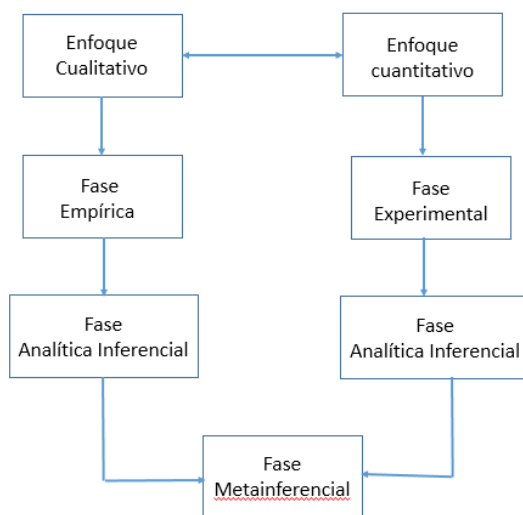 Enfoque
Cualitativo
Enfoque
cuantitativo
Fase
Empírica
Fase
Experimental
Fase
Analítica Inferencial
Fase
Analítica Inferencial
Fase
Metainferencial